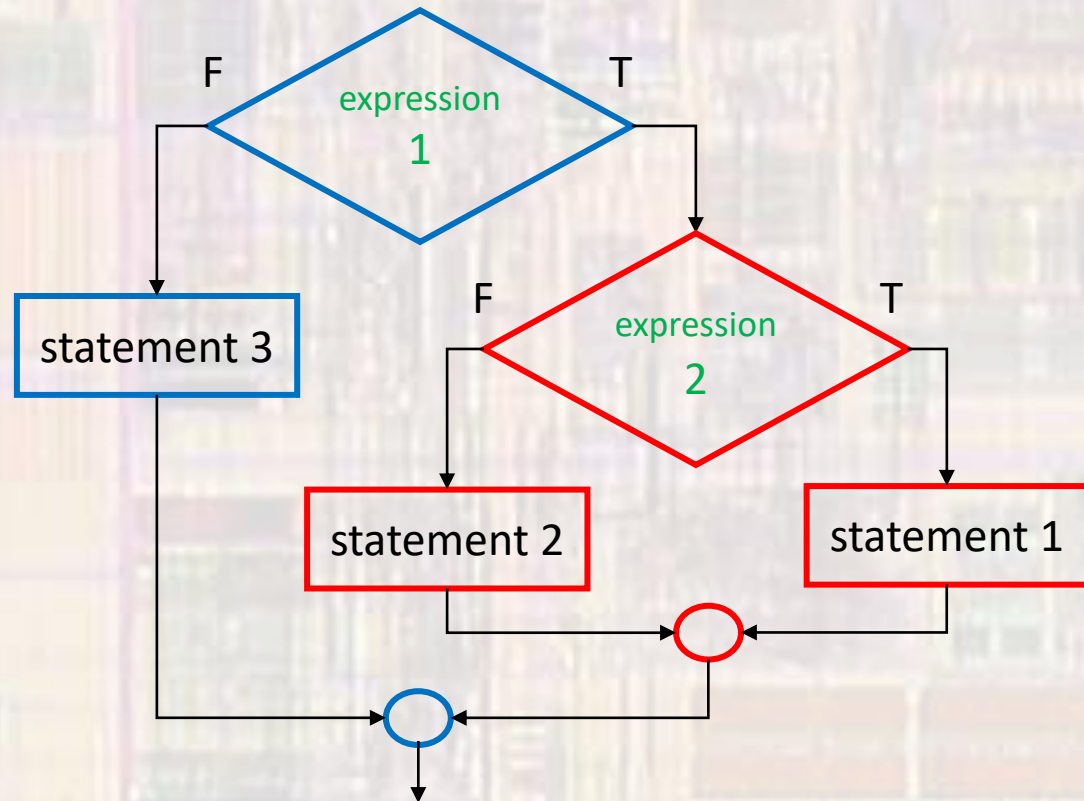 F
T
expression
1
F
T
expression
2
statement 3
statement 2
statement 1